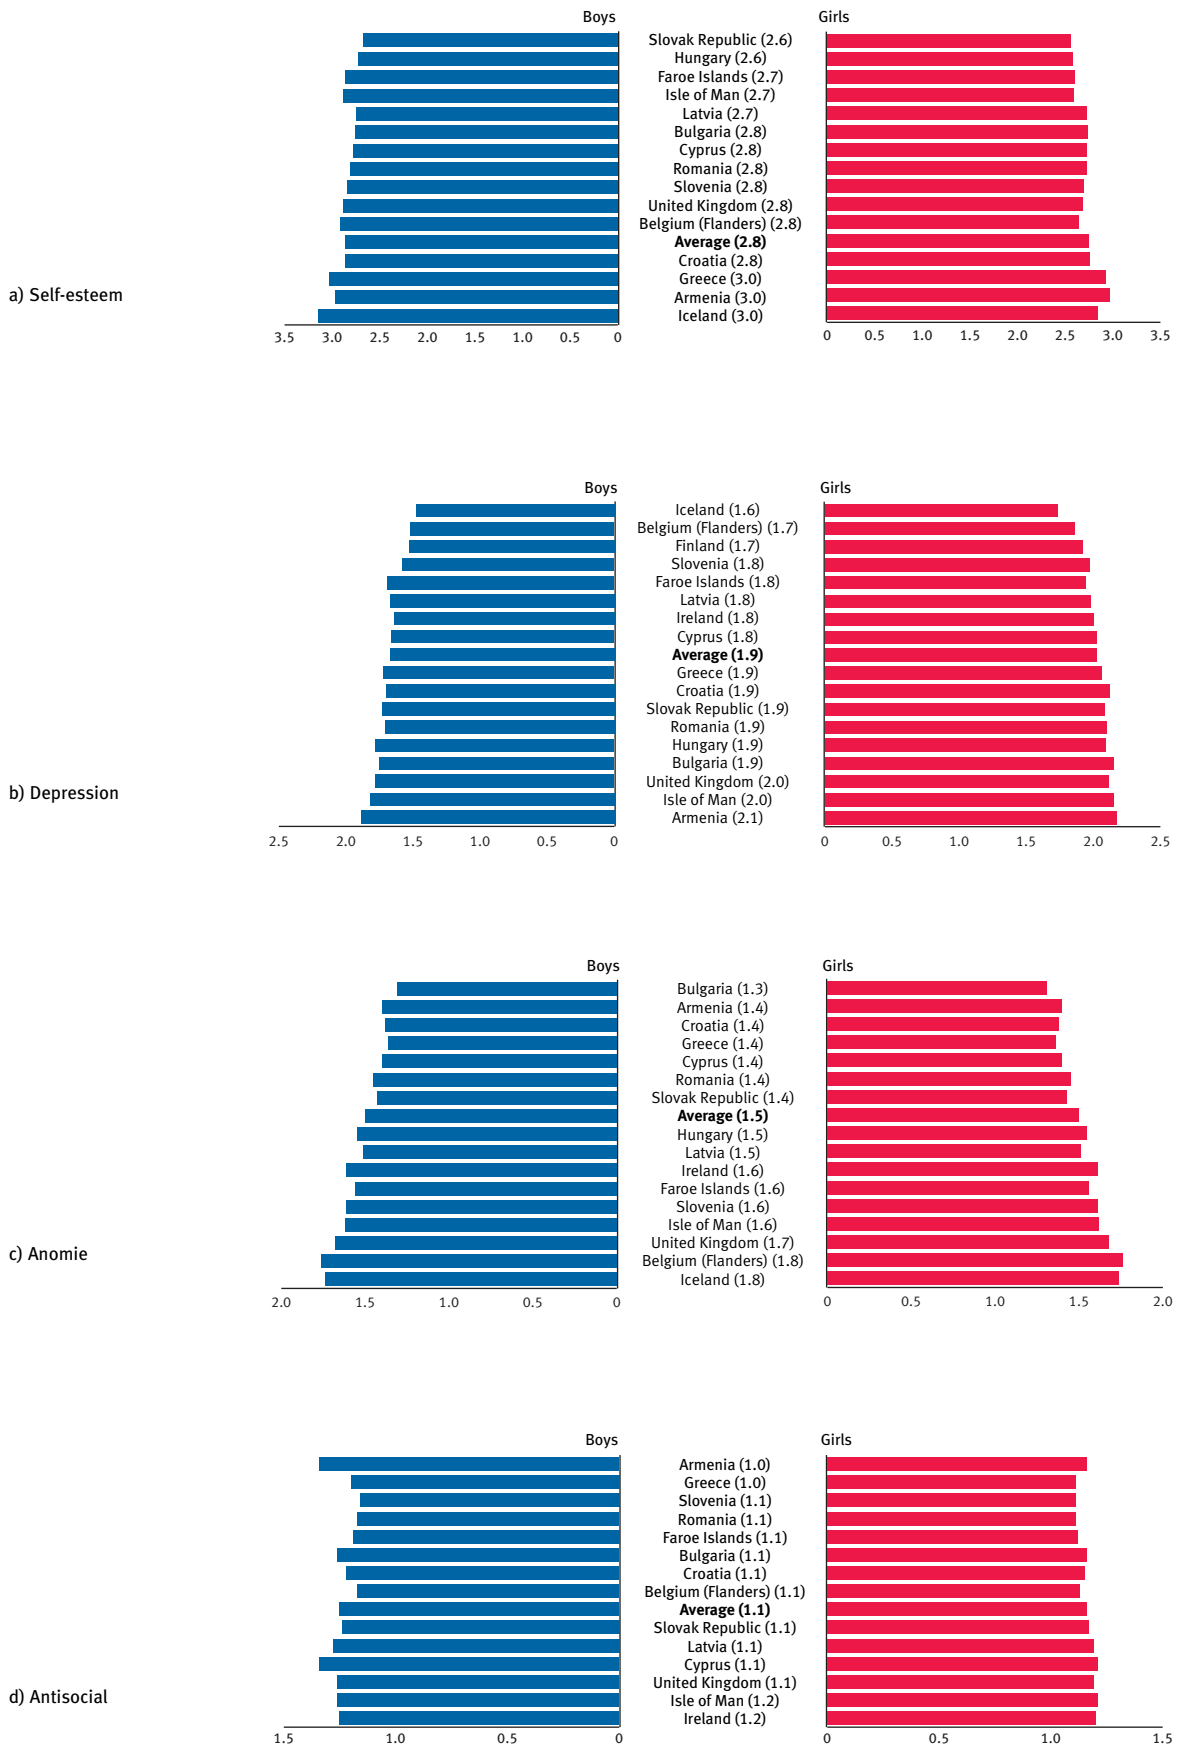 Boys Girls
Slovak Republic (2.6)
Hungary (2.6)
Faroe Islands (2.7)
Isle of Man (2.7)
Latvia (2.7)
Bulgaria (2.8)
Cyprus (2.8)
Romania (2.8)
Slovenia (2.8)
United Kingdom (2.8)
Belgium (Flanders) (2.8)
Average (2.8)
Croatia (2.8)
Greece (3.0)
a) Self-esteem
Armenia (3.0)
Iceland (3.0)
3.5 3.0 2.5 2.0 1.5 1.0 0.5 0 0 0.5 1.0 1.5 2.0 2.5 3.0 3.5
Boys Girls
Iceland (1.6)
Belgium (Flanders) (1.7)
Finland (1.7)
Slovenia (1.8)
Faroe Islands (1.8)
Latvia (1.8)
Ireland (1.8)
Cyprus (1.8)
Average (1.9)
Greece (1.9)
Croatia (1.9)
Slovak Republic (1.9)
Romania (1.9)
Hungary (1.9)
Bulgaria (1.9)
United Kingdom (2.0)
b) Depression
Isle of Man (2.0)
Armenia (2.1)
2.5 2.0 1.5 1.0 0.5 0 0 0.5 1.0 1.5 2.0 2.5
Boys Girls
Bulgaria (1.3)
Armenia (1.4)
Croatia (1.4)
Greece (1.4)
Cyprus (1.4)
Romania (1.4)
Slovak Republic (1.4)
Average (1.5)
Hungary (1.5)
Latvia (1.5)
Ireland (1.6)
Faroe Islands (1.6)
Slovenia (1.6)
Isle of Man (1.6)
United Kingdom (1.7)
c) Anomie
Belgium (Flanders) (1.8)
Iceland (1.8)
2.0 1.5 1.0 0.5 0 0 0.5 1.0 1.5 2.0
Boys Girls
Armenia (1.0)
Greece (1.0)
Slovenia (1.1)
Romania (1.1)
Faroe Islands (1.1)
Bulgaria (1.1)
Croatia (1.1)
Belgium (Flanders) (1.1)
Average (1.1)
Slovak Republic (1.1)
Latvia (1.1)
Cyprus (1.1)
United Kingdom (1.1)
d) Antisocial
Isle of Man (1.2)
Ireland (1.2)
1.5 1.0 0.5 0 0 0.5 1.0 1.5